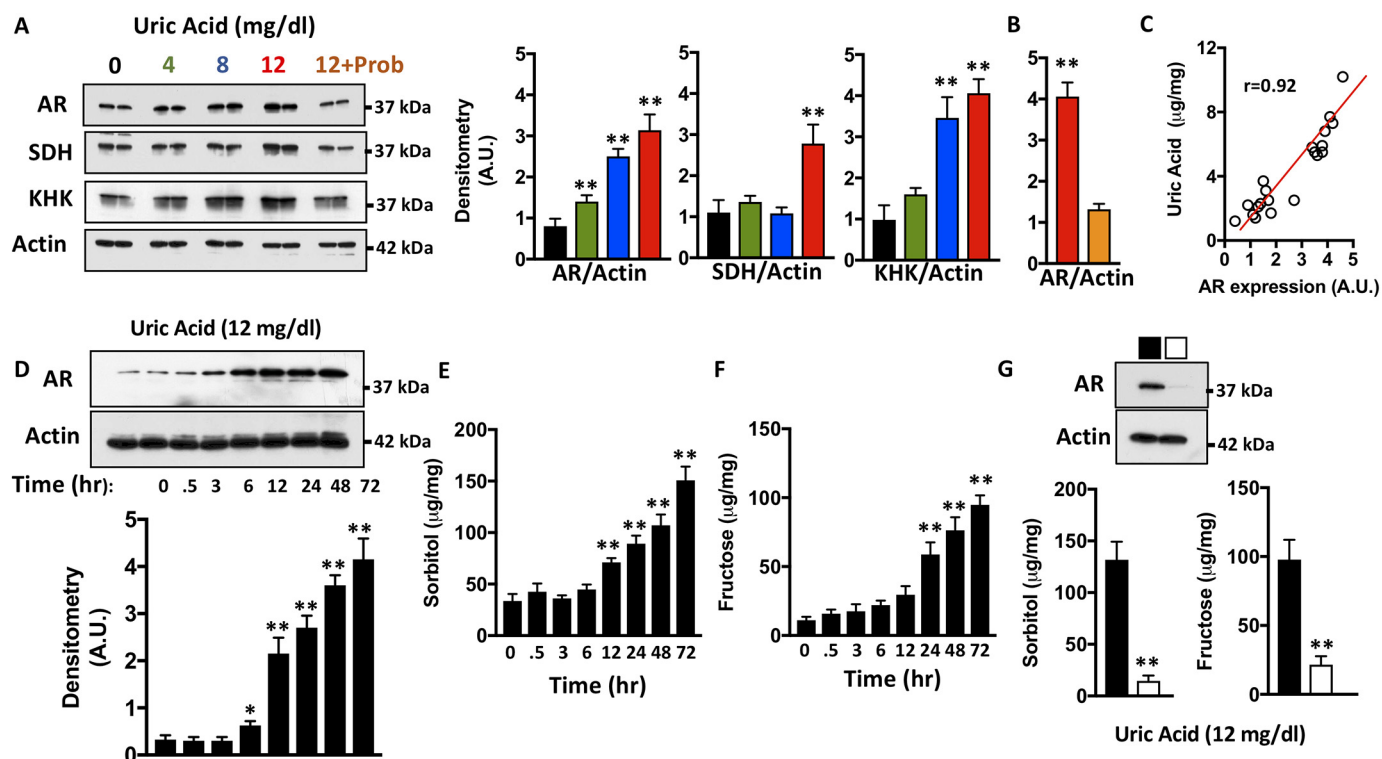 A
Uric Acid (mg/dl)
0 4 8 12 12+Prob
AR 37 kDa
SDH 37 kDa
KHK 37 kDa
Actin 42 kDa
Densitometry
(A.U.)
5
4
3
2
1
0
** ** **
AR/Actin
5
4
3
2
1
0
**
SDH/Actin
5
4
3
2
1
0
** **
KHK/Actin
B
5
4
3
2
1
0
**
AR/Actin
C
Uric Acid (µg/mg)
12
8
4
0
r=0.92
0 1 2 3 4 5
AR expression (A.U.)
D
Uric Acid (12 mg/dl)
AR 37 kDa
Actin 42 kDa
Time (hr): 0 .5 3 6 12 24 48 72
Densitometry
(A.U.)
5
4
3
2
1
0
* ** ** ** **
E
Sorbitol (µg/mg)
200
150
100
50
0
** ** ** **
0 .5 3 6 12 24 48 72
Time (hr)
F
Fructose (µg/mg)
150
100
50
0
** ** **
0 .5 3 6 12 24 48 72
Time (hr)
G
AR 37 kDa
Actin 42 kDa
Sorbitol (µg/mg)
200
150
100
50
0
**
Fructose (µg/mg)
150
100
50
0
**
Uric Acid (12 mg/dl)